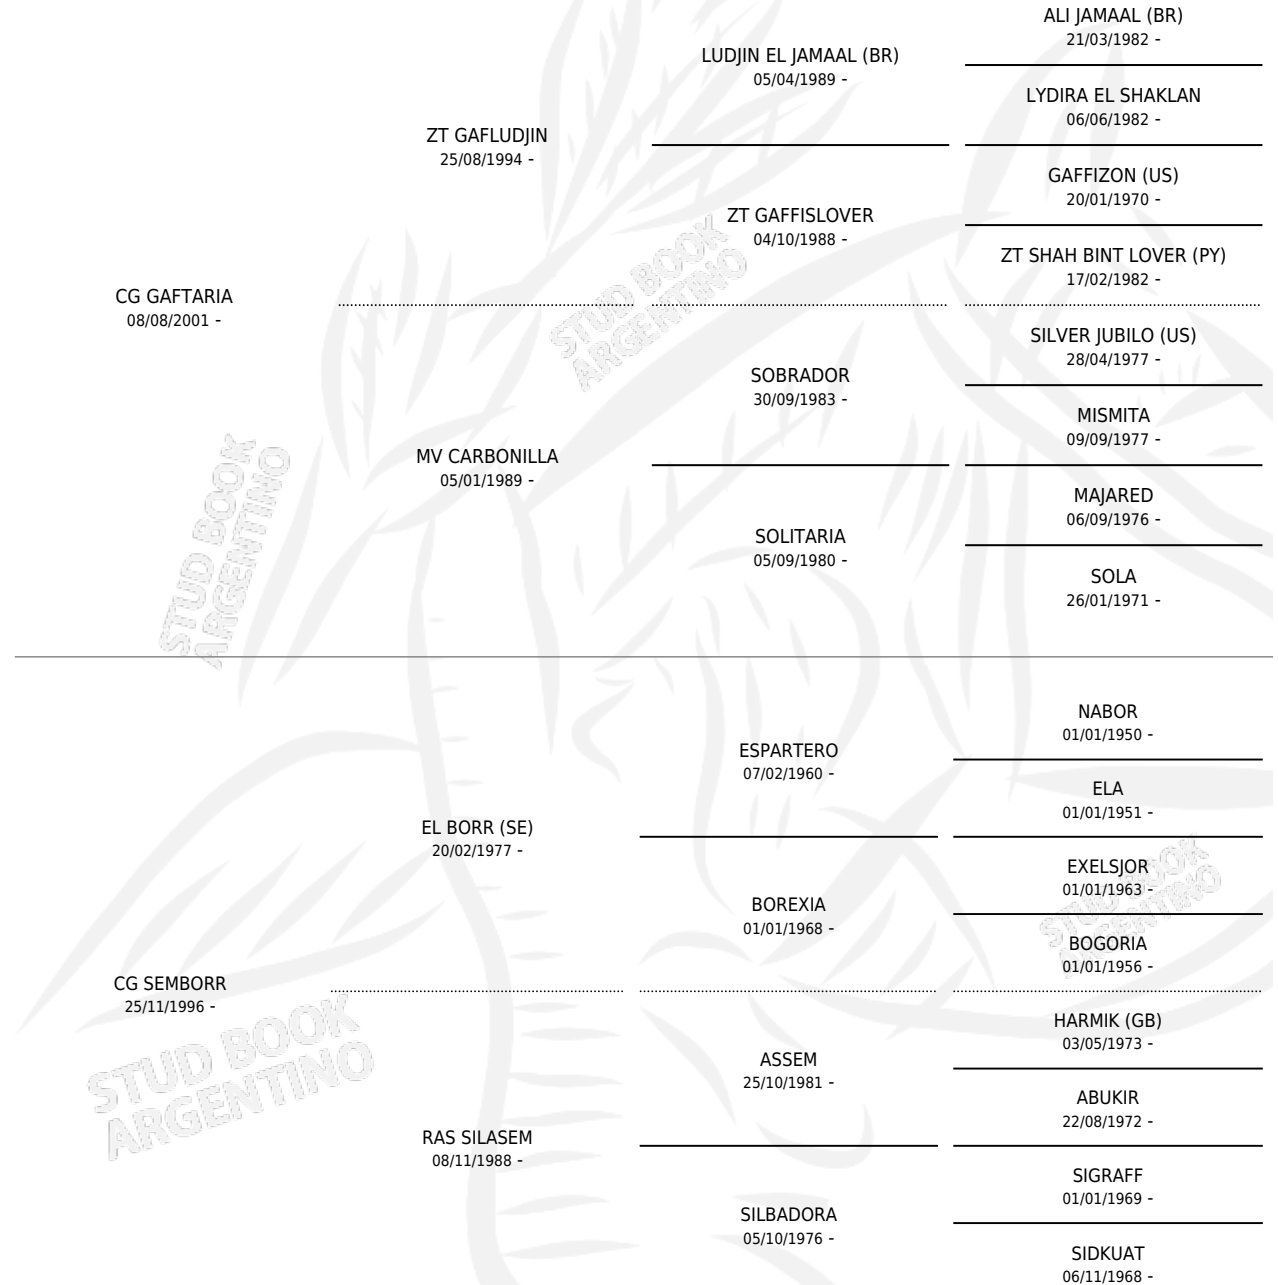 ALI JAMAAL (BR)
21/03/1982 -
LUDJIN EL JAMAAL (BR)
05/04/1989 -
LYDIRA EL SHAKLAN
06/06/1982 -
ZT GAFLUDJIN
25/08/1994 -
GAFFIZON (US)
20/01/1970 -
ZT GAFFISLOVER
04/10/1988 -
ZT SHAH BINT LOVER (PY)
17/02/1982 -
CG GAFTARIA
08/08/2001 -
SILVER JUBILO (US)
28/04/1977 -
SOBRADOR
30/09/1983 -
MISMITA
09/09/1977 -
MV CARBONILLA
05/01/1989 -
MAJARED
06/09/1976 -
SOLITARIA
05/09/1980 -
SOLA
26/01/1971 -
NABOR
01/01/1950 -
ESPARTERO
07/02/1960 -
ELA
01/01/1951 -
EL BORR (SE)
20/02/1977 -
EXELSJOR
01/01/1963 -
BOREXIA
01/01/1968 -
BOGORIA
01/01/1956 -
CG SEMBORR
25/11/1996 -
HARMIK (GB)
03/05/1973 -
ASSEM
25/10/1981 -
ABUKIR
22/08/1972 -
RAS SILASEM
08/11/1988 -
SIGRAFF
01/01/1969 -
SILBADORA
05/10/1976 -
SIDKUAT
06/11/1968 -
STUD BOOK
ARGENTINO
STUD BOOK
ARGENTINO
STUD BOOK
ARGENTINO
STUD BOOK
ARGENTINO